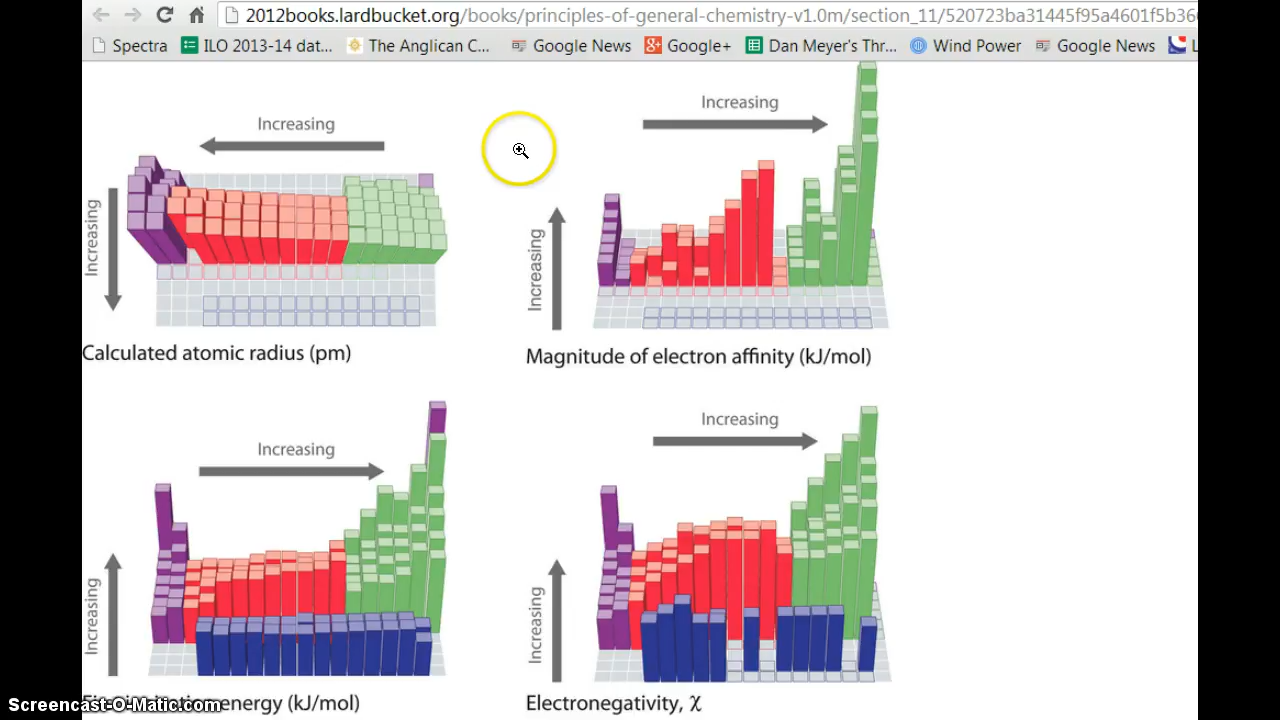 2012books.lardbucket.org/books/principles-of-general-chemistry-v1.0m/section_11/520723ba31445f95a4601f5b36
Spectra ILO 2013-14 dat... The Anglican C... Google News Google+ Dan Meyer's Thr... Wind Power Google News L
Increasing
Increasing
Calculated atomic radius (pm)
Increasing
Increasing
Magnitude of electron affinity (kJ/mol)
Increasing
Increasing
energy (kJ/mol)
Increasing
Increasing
Electronegativity, χ
Screencast-O-Matic.com